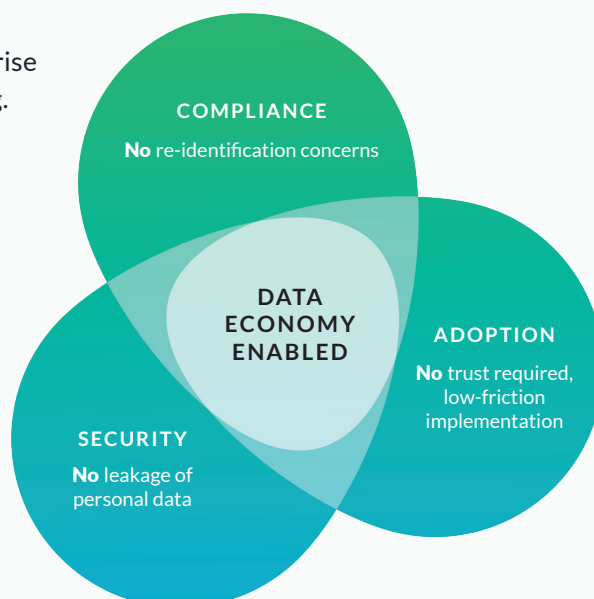 COMPLIANCE
No re-identification concerns
DATA
ECONOMY
ENABLED
ADOPTION
No trust required,
low-friction
implementation
SECURITY
No leakage of
personal data